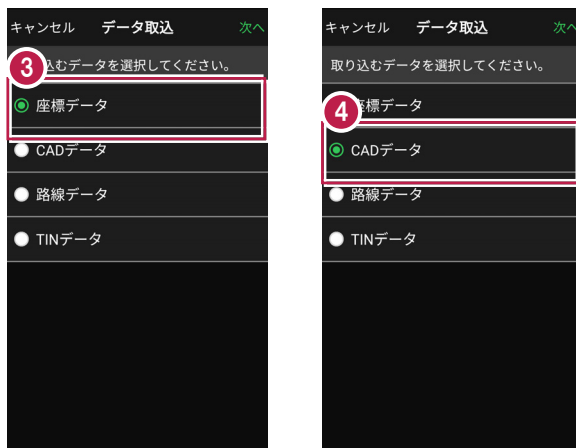 キャンセル データ取込 次へ
3 込むデータを選択してください。
座標データ
CADデータ
路線データ
TINデータ
キャンセル データ取込 次へ
取り込むデータを選択してください。
4 標データ
CADデータ
路線データ
TINデータ